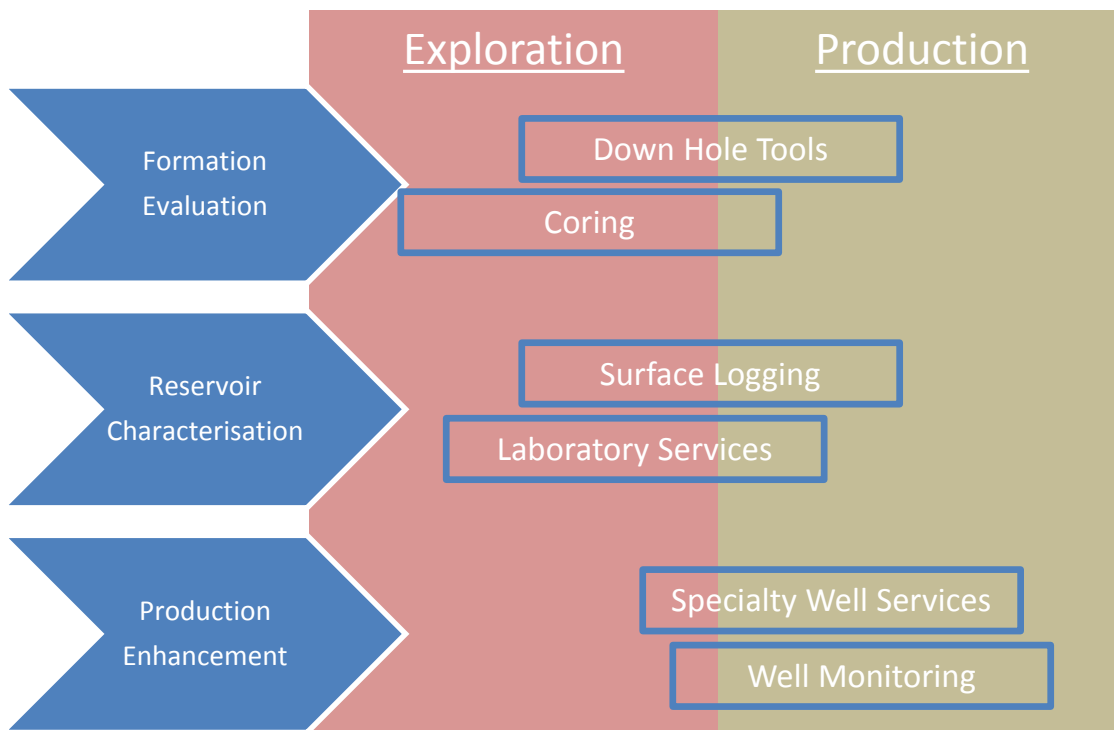 Exploration
Production
Formation
Evaluation
Down Hole Tools
Coring
Reservoir
Characterisation
Surface Logging
Laboratory Services
Production
Enhancement
Specialty Well Services
Well Monitoring